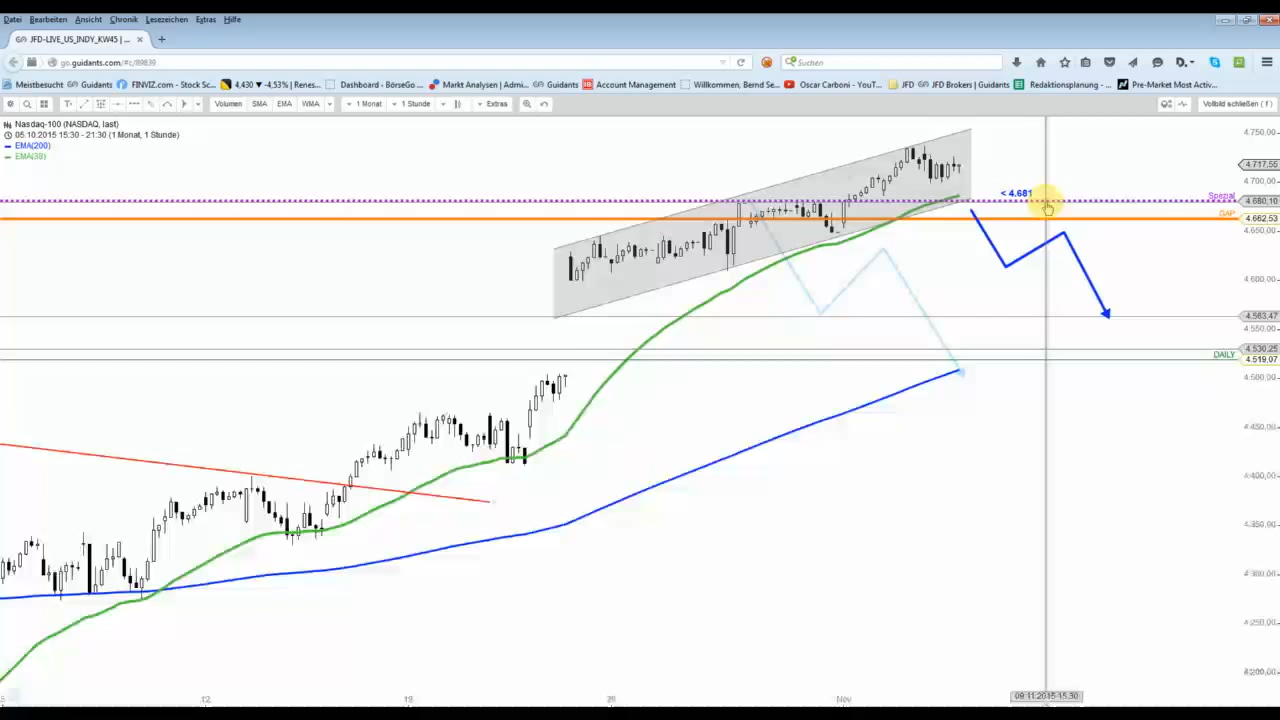 Datei Bearbeiten Ansicht Chronik Lesezeichen Extras Hilfe
JFD-LIVE_US_INDY_KW45 | ...
go.guidants.com/#c/89839
Suchen
Meistbesucht Guidants FINVIZ.com - Stock Sc... 4,430 ▼ -4,53% | Renes... Dashboard - BörseGo ... Markt Analysen | Admi... Guidants Account Management ... Willkommen, Bernd Se... Oscar Carboni - YouT... JFD JFD Brokers | Guidants Redaktionsplanung - ... Pre-Market Most Activ...
Volumen SMA EMA WMA 1 Monat 1 Stunde Extras Vollbild schließen ( f )
Nasdaq-100 (NASDAQ, last)
05.10.2015 15:30 - 21:30 (1 Monat, 1 Stunde)
EMA(200)
EMA(38)
4.750,00
4.717,55
4.700,00
< 4.681
Spezial
4.680,10
GAP
4.662,53
4.650,00
4.600,00
4.563,47
4.550,00
4.530,25
DAILY
4.519,07
4.500,00
4.450,00
4.400,00
4.350,00
4.300,00
4.250,00
4.200,00
12 19 Nov
09.11.2015 15:30